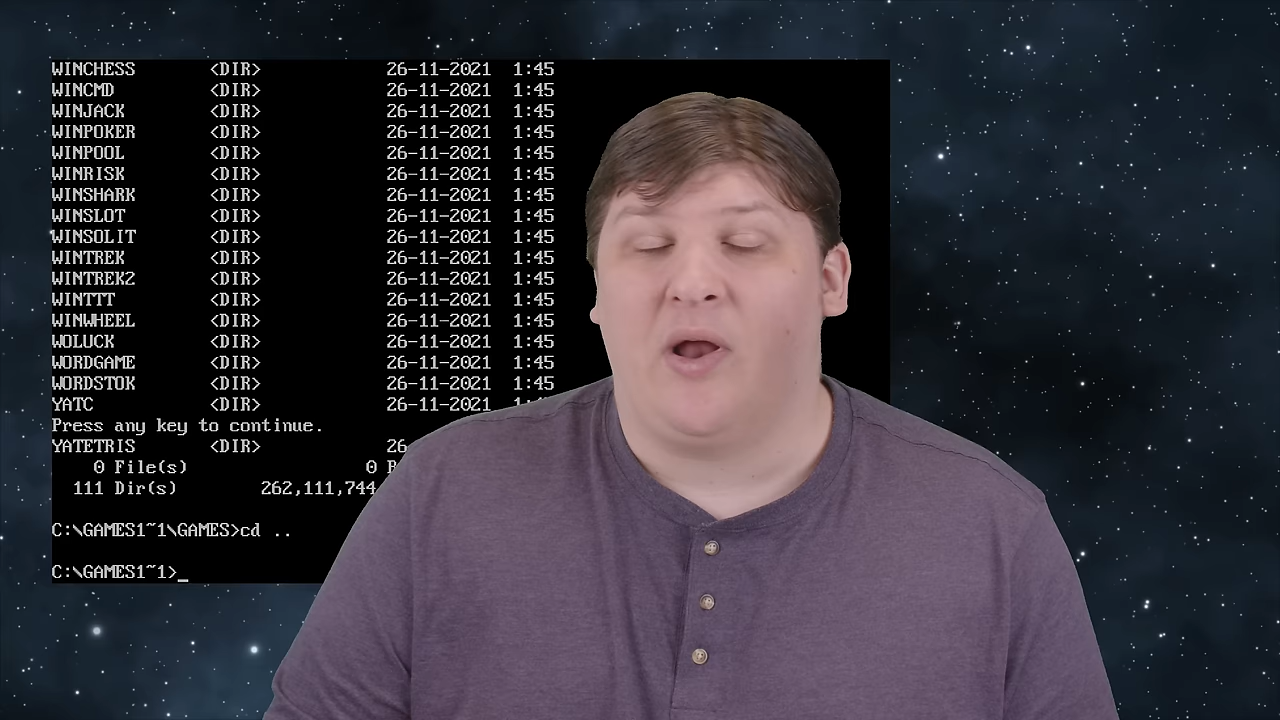 WINCHESS <DIR> 26-11-2021 1:45
WINCMD <DIR> 26-11-2021 1:45
WINJACK <DIR> 26-11-2021 1:45
WINPOKER <DIR> 26-11-2021 1:45
WINPOOL <DIR> 26-11-2021 1:45
WINRISK <DIR> 26-11-2021 1:45
WINSHARK <DIR> 26-11-2021 1:45
WINSLOT <DIR> 26-11-2021 1:45
WINSOLIT <DIR> 26-11-2021 1:45
WINTREK <DIR> 26-11-2021 1:45
WINTREK2 <DIR> 26-11-2021 1:45
WINTTT <DIR> 26-11-2021 1:45
WINWHEEL <DIR> 26-11-2021 1:45
WOLUCK <DIR> 26-11-2021 1:45
WORDGAME <DIR> 26-11-2021 1:45
WORDSTOK <DIR> 26-11-2021 1:45
YATC <DIR> 26-11-2021
Press any key to continue.
YATETRIS <DIR> 26
0 File(s) 0
111 Dir(s) 262,111,744
C:\GAMES1~1\GAMES>cd ..
C:\GAMES1~1>_